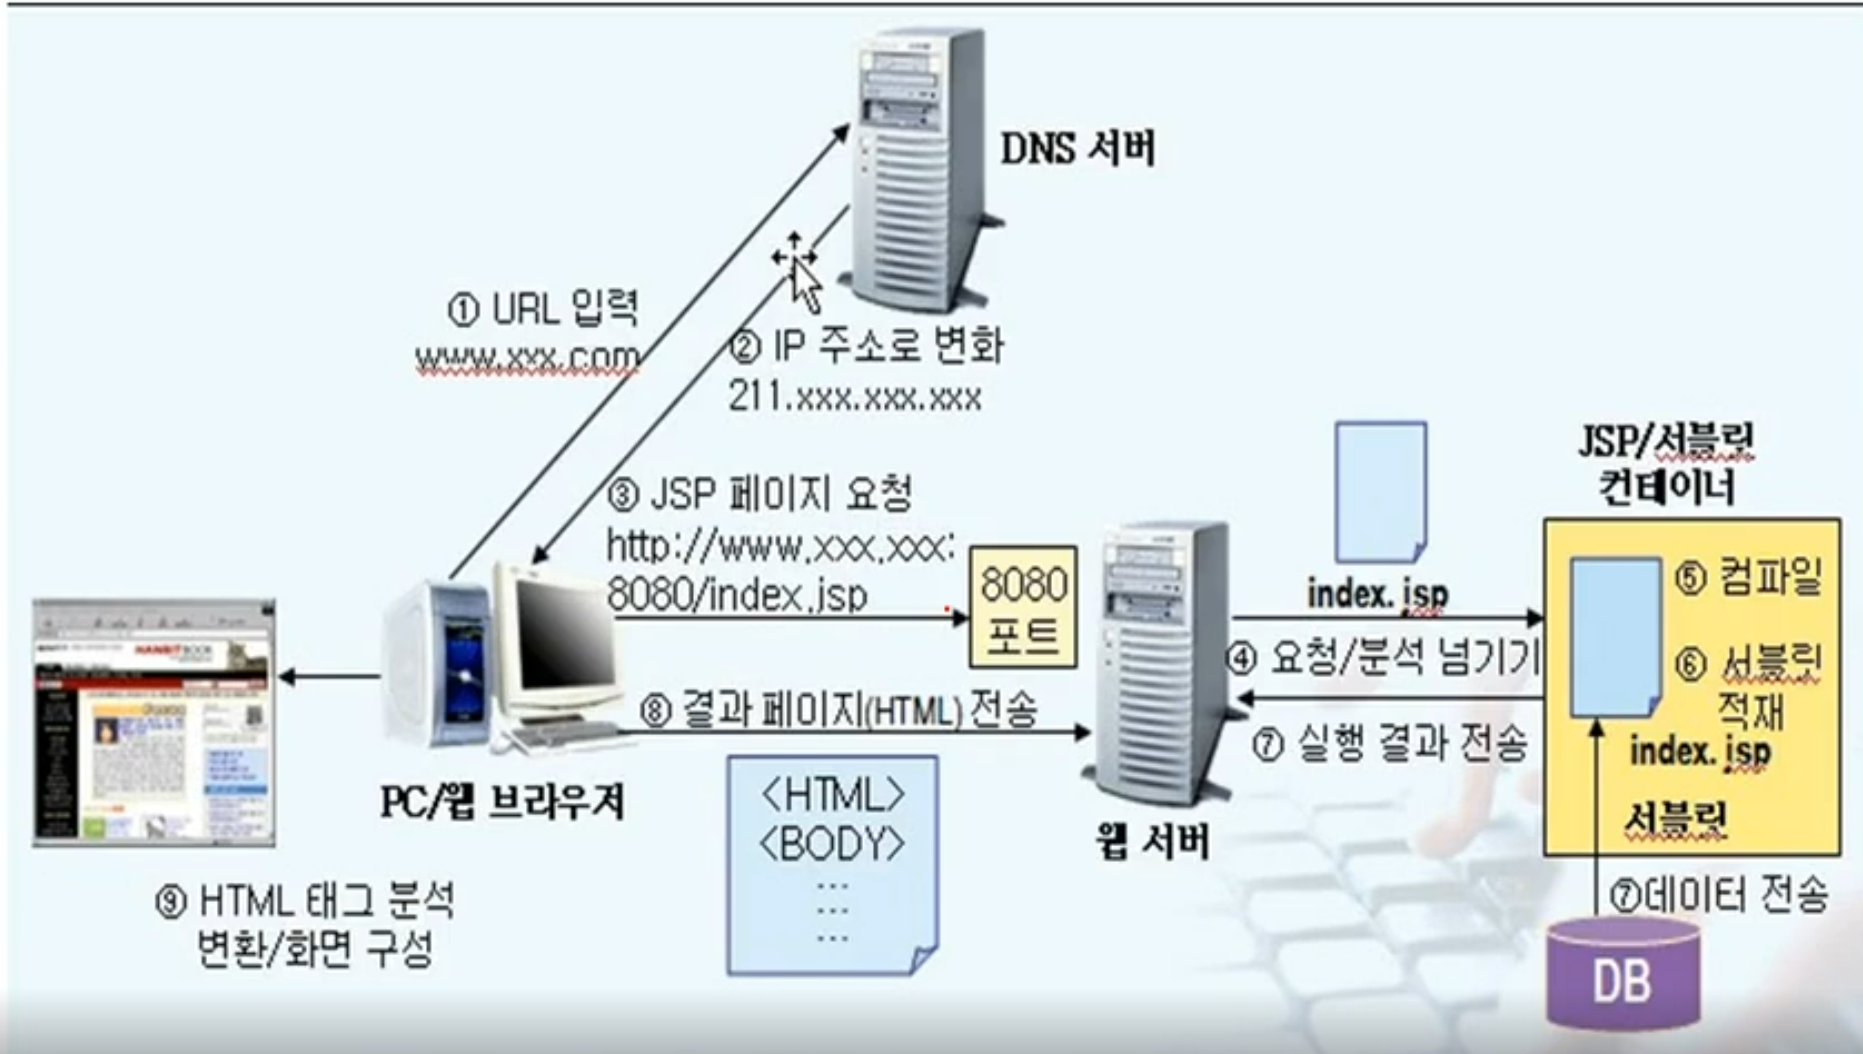 DNS 서버
① URL 입력
www.xxx.com
② IP 주소로 변화
211.xxx.xxx.xxx
③ JSP 페이지 요청
http://www.xxx.xxx:
8080/index.jsp
8080
포트
index.jsp
④ 요청/분석 넘기기
JSP/서블릿
컨테이너
⑤ 컴파일
⑥ 서블릿
적재
index.jsp
서블릿
⑦ 실행 결과 전송
⑦데이터 전송
DB
⑧ 결과 페이지(HTML) 전송
<HTML>
<BODY>
...
...
...
PC/웹 브라우저
웹 서버
HANBIT BOOK
⑨ HTML 태그 분석
변환/화면 구성